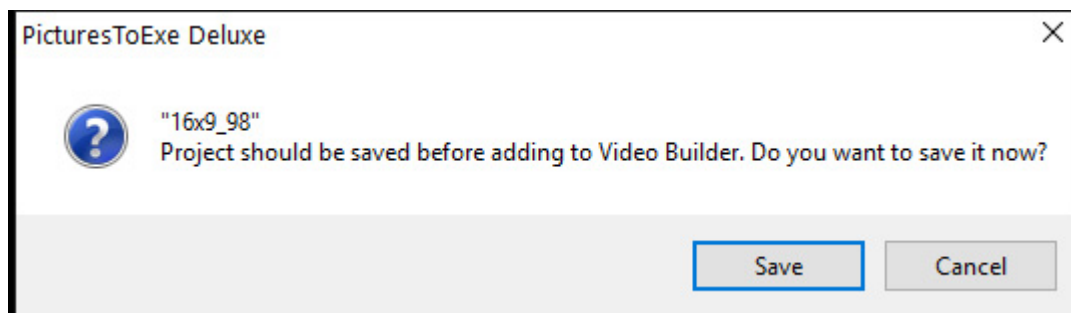 PicturesToExe Deluxe
"16x9_98"
Project should be saved before adding to Video Builder. Do you want to save it now?
Save
Cancel